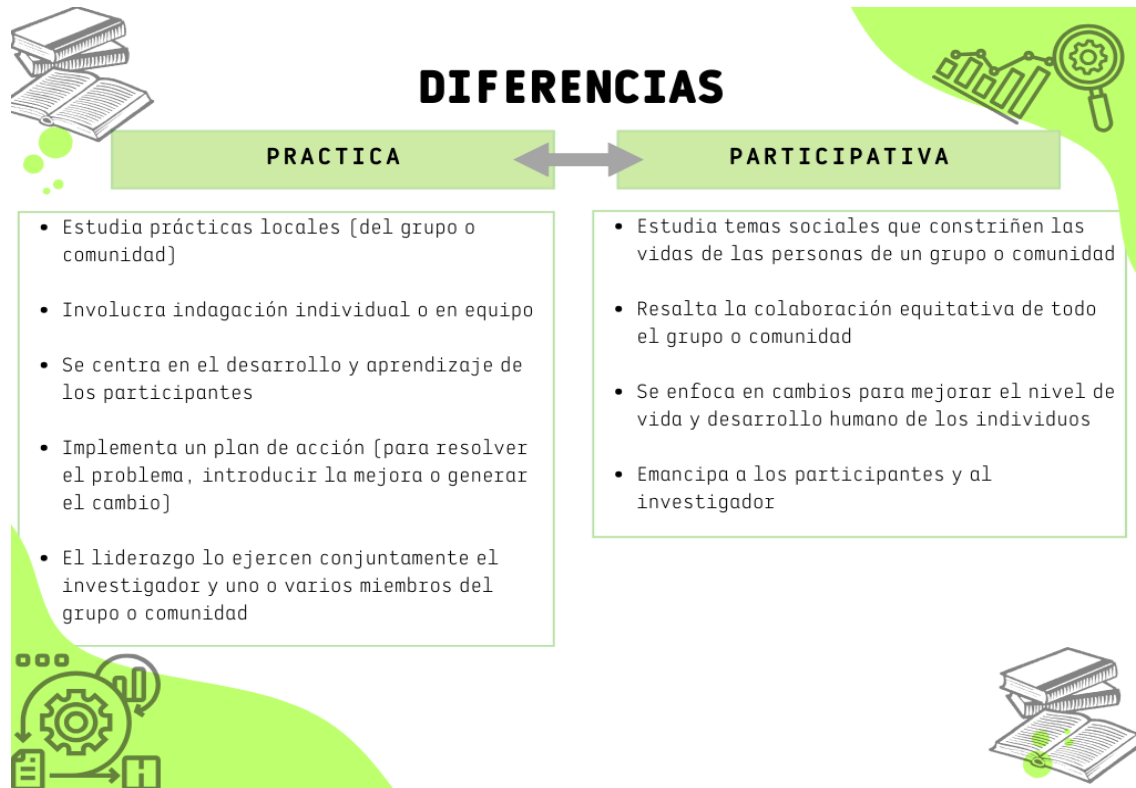 DIFERENCIAS
PRACTICA
PARTICIPATIVA
• Estudia prácticas locales (del grupo o
comunidad)
• Involucra indagación individual o en equipo
• Se centra en el desarrollo y aprendizaje de
los participantes
• Implementa un plan de acción (para resolver
el problema, introducir la mejora o generar
el cambio)
• El liderazgo lo ejercen conjuntamente el
investigador y uno o varios miembros del
grupo o comunidad
• Estudia temas sociales que constriñen las
vidas de las personas de un grupo o comunidad
• Resalta la colaboración equitativa de todo
el grupo o comunidad
• Se enfoca en cambios para mejorar el nivel de
vida y desarrollo humano de los individuos
• Emancipa a los participantes y al
investigador